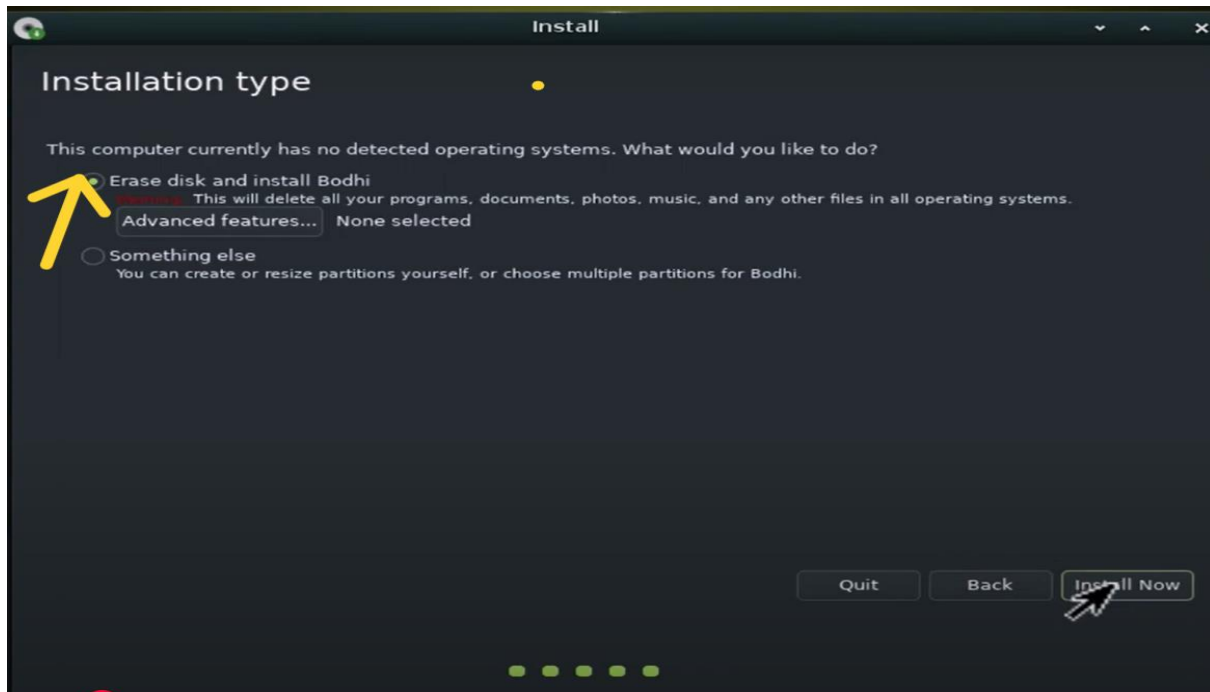 Install
Installation type
This computer currently has no detected operating systems. What would you like to do?
Erase disk and install Bodhi
Warning: This will delete all your programs, documents, photos, music, and any other files in all operating systems.
Advanced features... None selected
Something else
You can create or resize partitions yourself, or choose multiple partitions for Bodhi.
Quit Back Install Now